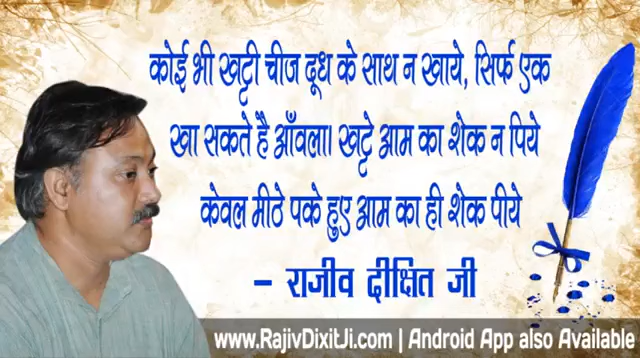 कोई भी खट्टी चीज दूध के साथ न खाये, सिर्फ एक
खा सकते है आँवला। खट्टे आम का शेक न पिये
केवल मीठे पके हुए आम का ही शेक पीये
– राजीव दीक्षित जी
www.RajivDixitJi.com | Android App also Available